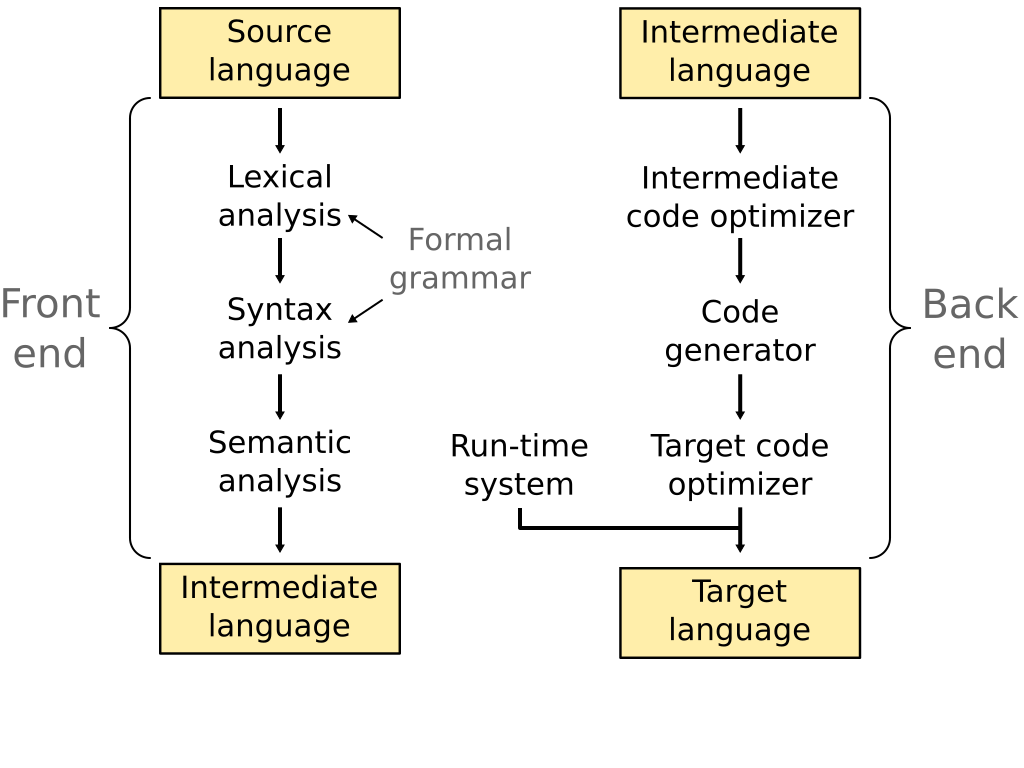 Source
language
Lexical
analysis
Formal
grammar
Syntax
analysis
Front
end
Semantic
analysis
Intermediate
language
Intermediate
language
Intermediate
code optimizer
Code
generator
Back
end
Run-time
system
Target code
optimizer
Target
language